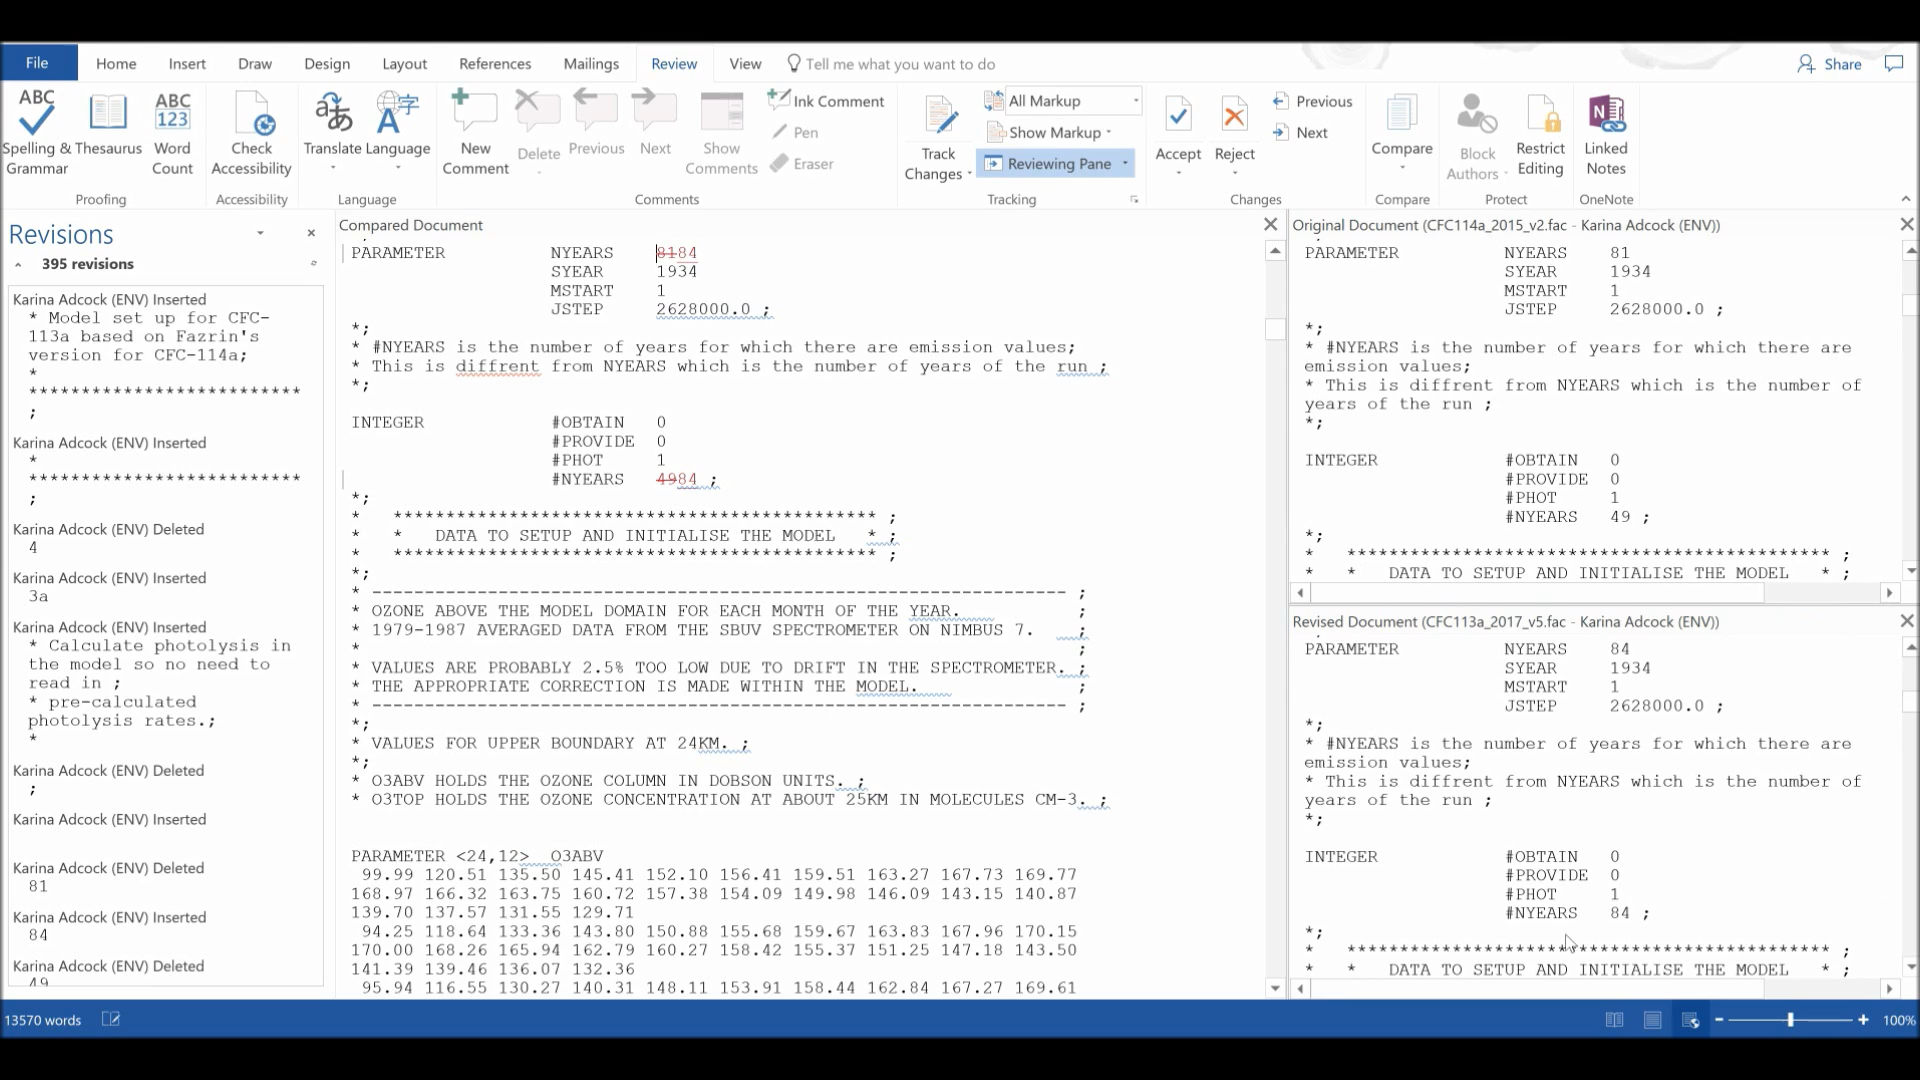 File Home Insert Draw Design Layout References Mailings Review View Tell me what you want to do Share
ABC
Spelling & Grammar
Thesaurus
ABC 123
Word Count
Check Accessibility
Translate
Language
New Comment
Delete
Previous
Next
Show Comments
Ink Comment
Pen
Eraser
Track Changes
All Markup
Show Markup
Reviewing Pane
Accept
Reject
Previous
Next
Compare
Block Authors
Restrict Editing
Linked Notes
Proofing Accessibility Language Comments Tracking Changes Compare Protect OneNote
Revisions
395 revisions
Karina Adcock (ENV) Inserted
* Model set up for CFC-
113a based on Fazrin's
version for CFC-114a;
*
**************************
;
Karina Adcock (ENV) Inserted
*
**************************
;
Karina Adcock (ENV) Deleted
4
Karina Adcock (ENV) Inserted
3a
Karina Adcock (ENV) Inserted
* Calculate photolysis in
the model so no need to
read in ;
* pre-calculated
photolysis rates.;
*
Karina Adcock (ENV) Deleted
;
Karina Adcock (ENV) Inserted
Karina Adcock (ENV) Deleted
81
Karina Adcock (ENV) Inserted
84
Karina Adcock (ENV) Deleted
49
Compared Document
PARAMETER NYEARS 8184
SYEAR 1934
MSTART 1
JSTEP 2628000.0 ;
*;
* #NYEARS is the number of years for which there are emission values;
* This is diffrent from NYEARS which is the number of years of the run ;
*;
INTEGER #OBTAIN 0
#PROVIDE 0
#PHOT 1
#NYEARS 4984 ;
*;
* ********************************************** ;
* * DATA TO SETUP AND INITIALISE THE MODEL * ;
* ********************************************** ;
*;
* ------------------------------------------------------------------ ;
* OZONE ABOVE THE MODEL DOMAIN FOR EACH MONTH OF THE YEAR. ;
* 1979-1987 AVERAGED DATA FROM THE SBUV SPECTROMETER ON NIMBUS 7. ;
* ;
* VALUES ARE PROBABLY 2.5% TOO LOW DUE TO DRIFT IN THE SPECTROMETER. ;
* THE APPROPRIATE CORRECTION IS MADE WITHIN THE MODEL. ;
* ------------------------------------------------------------------ ;
*;
* VALUES FOR UPPER BOUNDARY AT 24KM. ;
*;
* O3ABV HOLDS THE OZONE COLUMN IN DOBSON UNITS. ;
* O3TOP HOLDS THE OZONE CONCENTRATION AT ABOUT 25KM IN MOLECULES CM-3. ;
PARAMETER <24,12> O3ABV
99.99 120.51 135.50 145.41 152.10 156.41 159.51 163.27 167.73 169.77
168.97 166.32 163.75 160.72 157.38 154.09 149.98 146.09 143.15 140.87
139.70 137.57 131.55 129.71
94.25 118.64 133.36 143.80 150.88 155.68 159.67 163.83 167.96 170.15
170.00 168.26 165.94 162.79 160.27 158.42 155.37 151.25 147.18 143.50
141.39 139.46 136.07 132.36
95.94 116.55 130.27 140.31 148.11 153.91 158.44 162.84 167.27 169.61
Original Document (CFC114a_2015_v2.fac - Karina Adcock (ENV))
PARAMETER NYEARS 81
SYEAR 1934
MSTART 1
JSTEP 2628000.0 ;
*;
* #NYEARS is the number of years for which there are
emission values;
* This is diffrent from NYEARS which is the number of
years of the run ;
*;
INTEGER #OBTAIN 0
#PROVIDE 0
#PHOT 1
#NYEARS 49 ;
*;
* ********************************************** ;
* * DATA TO SETUP AND INITIALISE THE MODEL * ;
Revised Document (CFC113a_2017_v5.fac - Karina Adcock (ENV))
PARAMETER NYEARS 84
SYEAR 1934
MSTART 1
JSTEP 2628000.0 ;
*;
* #NYEARS is the number of years for which there are
emission values;
* This is diffrent from NYEARS which is the number of
years of the run ;
*;
INTEGER #OBTAIN 0
#PROVIDE 0
#PHOT 1
#NYEARS 84 ;
*;
* ********************************************** ;
* * DATA TO SETUP AND INITIALISE THE MODEL * ;
13570 words
100%